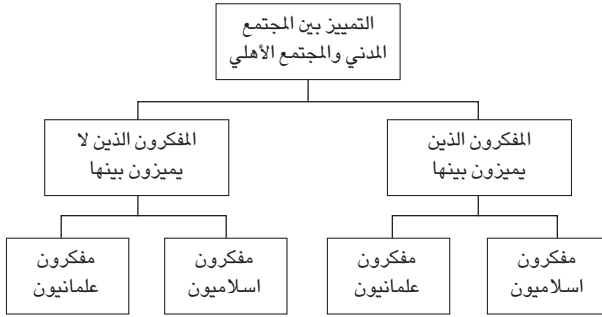 التمييز بين المجتمع
المدني والمجتمع الأهلي
المفكرون الذين
يميزون بينها
المفكرون الذين لا
يميزون بينها
مفكرون
اسلاميون
مفكرون
علمانيون
مفكرون
اسلاميون
مفكرون
علمانيون